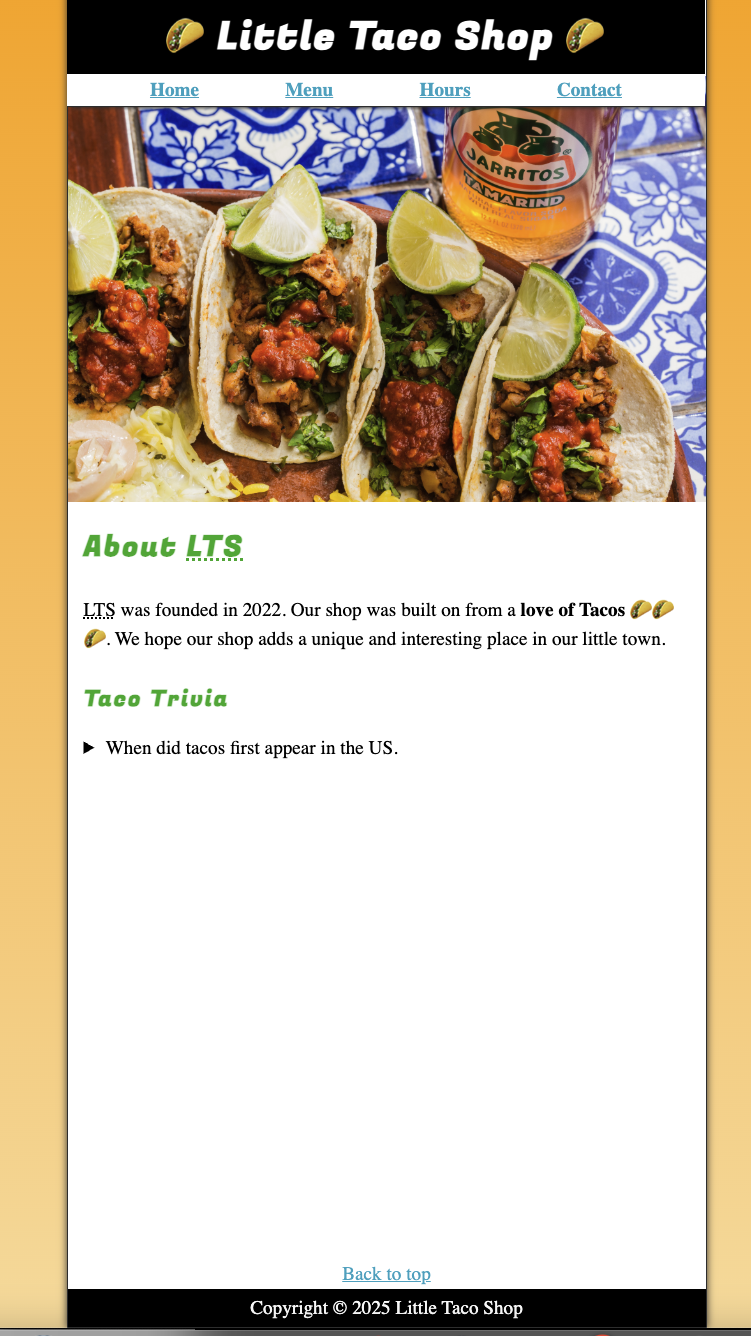 🌮 Little Taco Shop 🌮
Home Menu Hours Contact
JARRITOS
TAMARIND
About LTS
LTS was founded in 2022. Our shop was built on from a love of Tacos 🌮🌮
🌮. We hope our shop adds a unique and interesting place in our little town.
Taco Trivia
▶ When did tacos first appear in the US.
Back to top
Copyright © 2025 Little Taco Shop